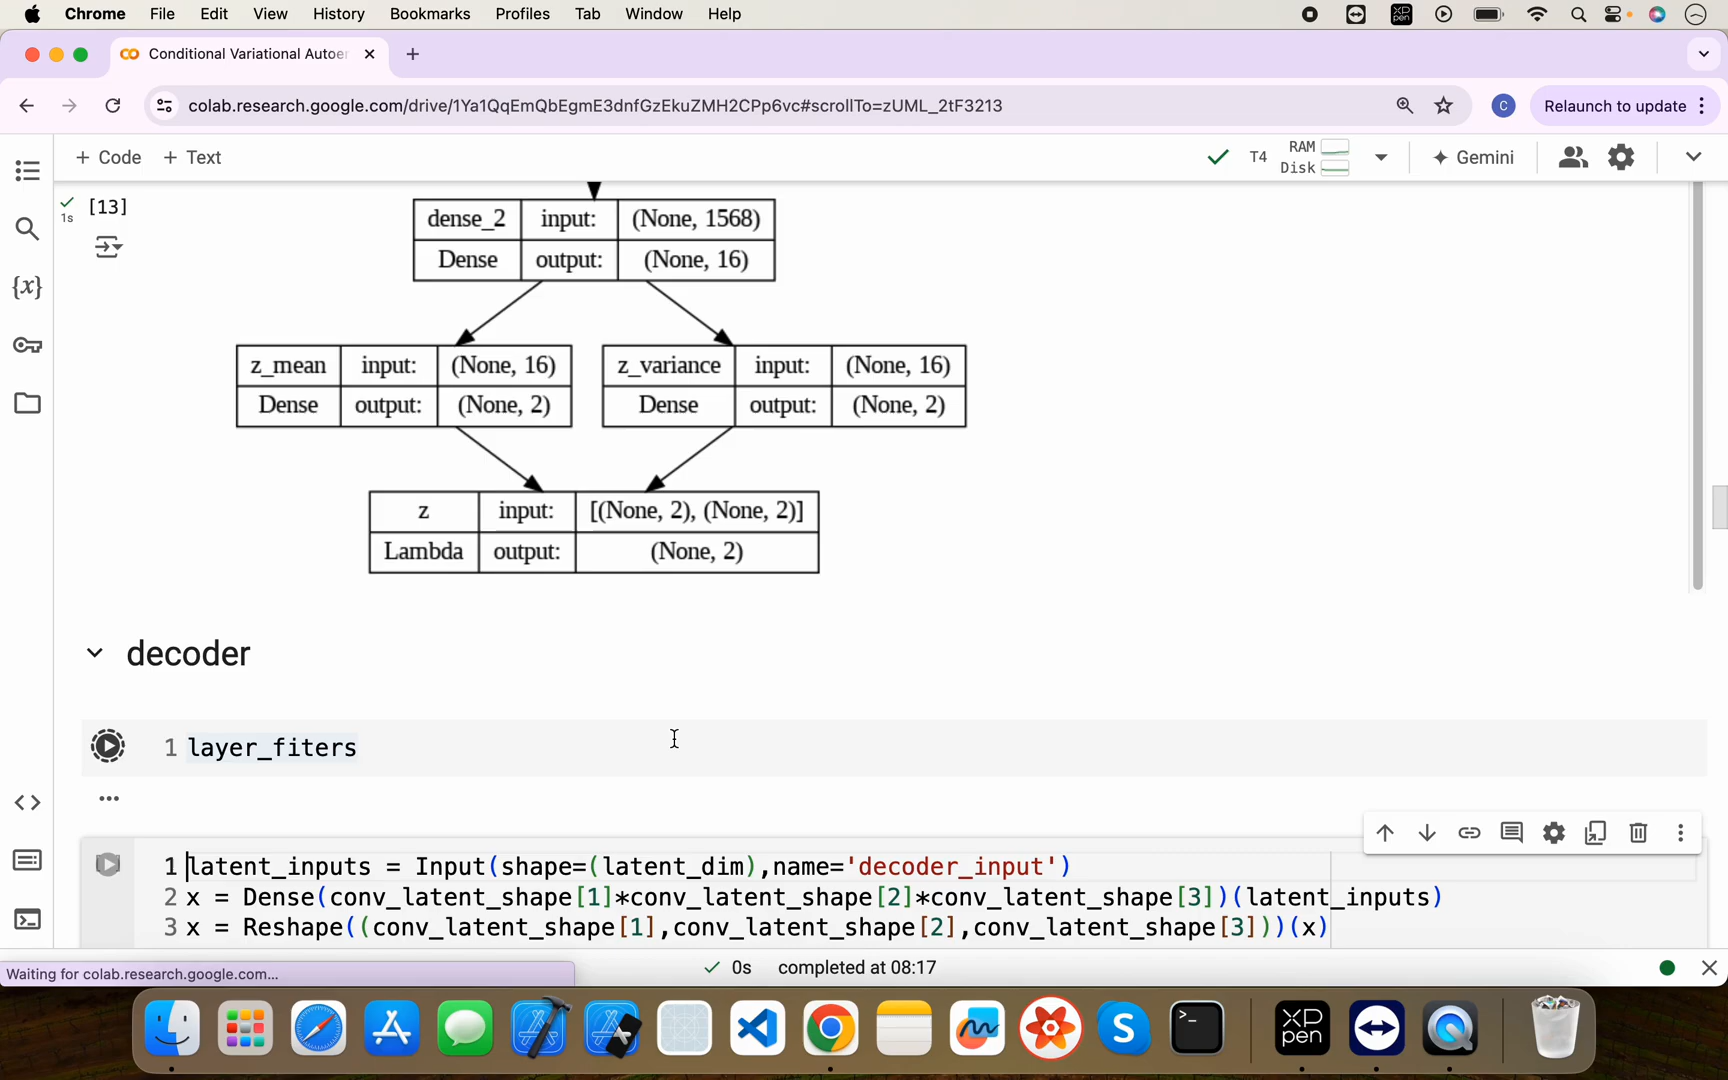 Chrome File Edit View History Bookmarks Profiles Tab Window Help
Conditional Variational Autoer
colab.research.google.com/drive/1Ya1QqEmQbEgmE3dnfGzEkuZMH2CPp6vc#scrollTo=zUML_2tF3213
Relaunch to update
+ Code + Text
T4 RAM Disk Gemini
1s [13]
dense_2 input: (None, 1568)
Dense output: (None, 16)
z_mean input: (None, 16) z_variance input: (None, 16)
Dense output: (None, 2) Dense output: (None, 2)
z input: [(None, 2), (None, 2)]
Lambda output: (None, 2)
decoder
1 layer_fiters
1 latent_inputs = Input(shape=(latent_dim),name='decoder_input')
2 x = Dense(conv_latent_shape[1]*conv_latent_shape[2]*conv_latent_shape[3])(latent_inputs)
3 x = Reshape((conv_latent_shape[1],conv_latent_shape[2],conv_latent_shape[3]))(x)
Waiting for colab.research.google.com...
0s completed at 08:17